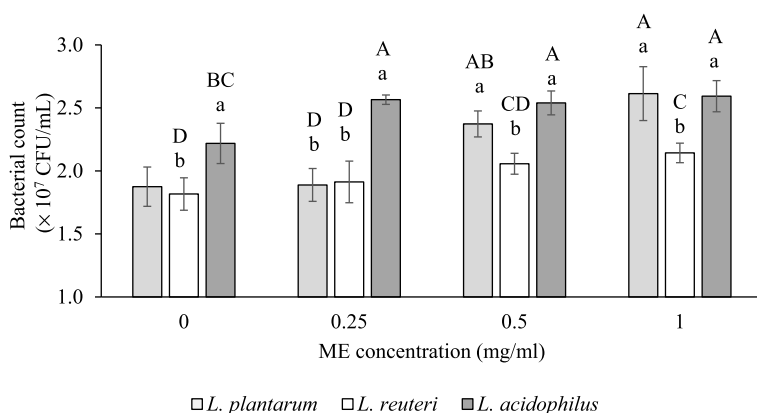 Bacterial count
(× 10⁷ CFU/mL)
3.0
2.5
2.0
1.5
1.0
D
b
BC
a
D
b
D
b
A
a
AB
a
CD
b
A
a
A
a
C
b
A
a
0 0.25 0.5 1
ME concentration (mg/ml)
L. plantarum L. reuteri L. acidophilus